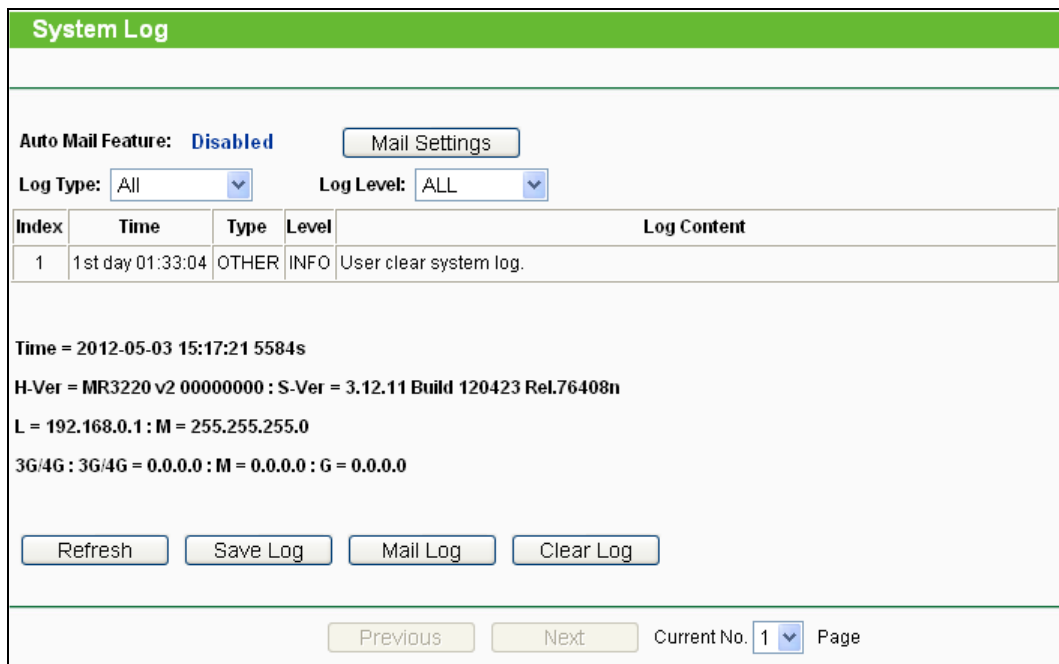 System Log
Auto Mail Feature: Disabled Mail Settings
Log Type: All Log Level: ALL
Index Time Type Level Log Content
1 1st day 01:33:04 OTHER INFO User clear system log.
Time = 2012-05-03 15:17:21 5584s
H-Ver = MR3220 v2 00000000 : S-Ver = 3.12.11 Build 120423 Rel.76408n
L = 192.168.0.1 : M = 255.255.255.0
3G/4G : 3G/4G = 0.0.0.0 : M = 0.0.0.0 : G = 0.0.0.0
Refresh Save Log Mail Log Clear Log
Previous Next Current No. 1 Page